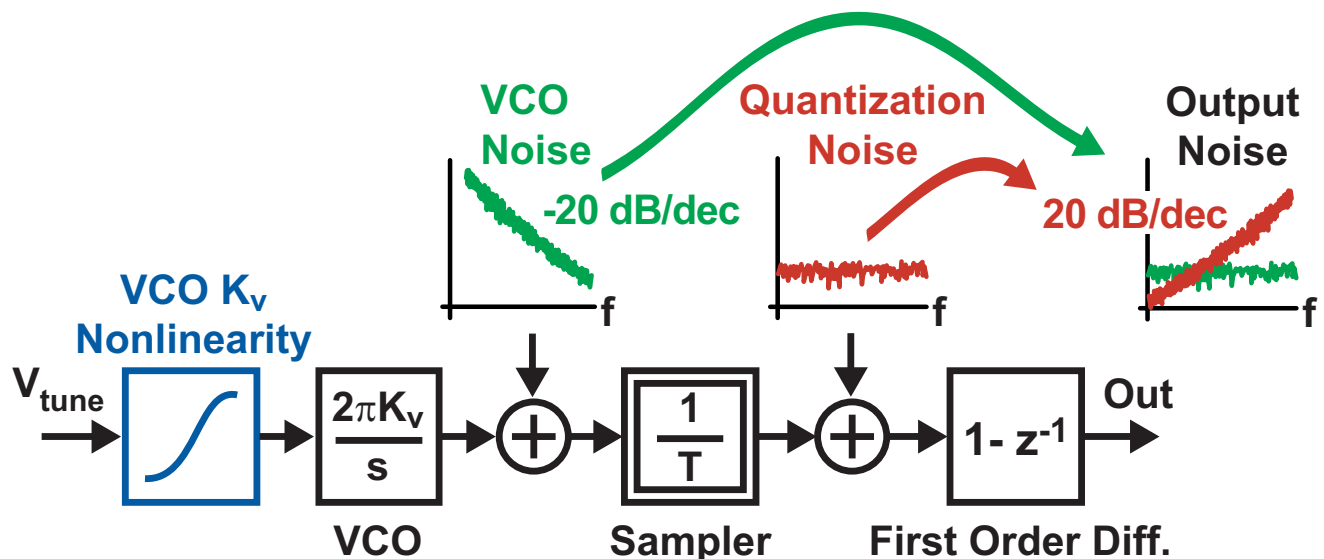 VCO
Noise
-20 dB/dec
f
Quantization
Noise
f
Output
Noise
20 dB/dec
f
VCO Kv
Nonlinearity
Vtune
2πKv
s
VCO
1
T
Sampler
1- z⁻¹
First Order Diff.
Out